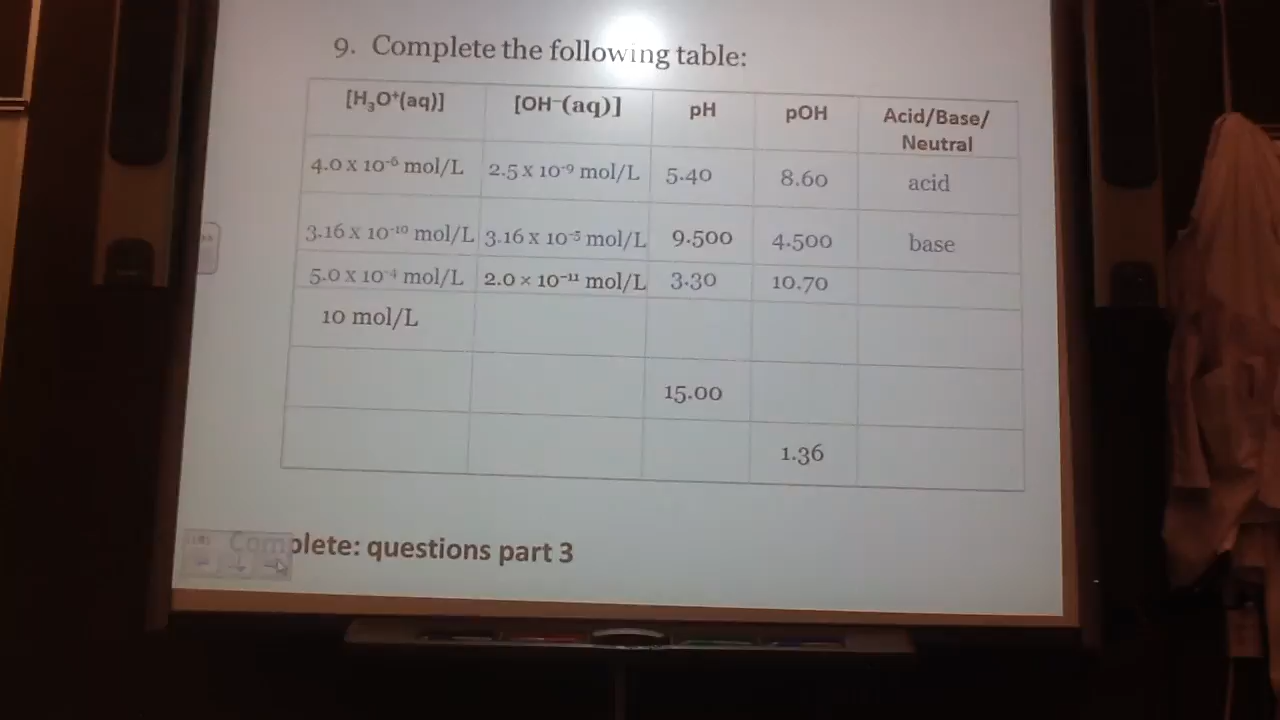 9. Complete the following table:
[H₃O⁺(aq)] [OH⁻(aq)] pH pOH Acid/Base/
Neutral
4.0 x 10⁻⁶ mol/L 2.5 x 10⁻⁹ mol/L 5.40 8.60 acid
3.16 x 10⁻¹⁰ mol/L 3.16 x 10⁻⁵ mol/L 9.500 4.500 base
5.0 x 10⁻⁴ mol/L 2.0 × 10⁻¹¹ mol/L 3.30 10.70
10 mol/L
15.00
1.36
Complete: questions part 3